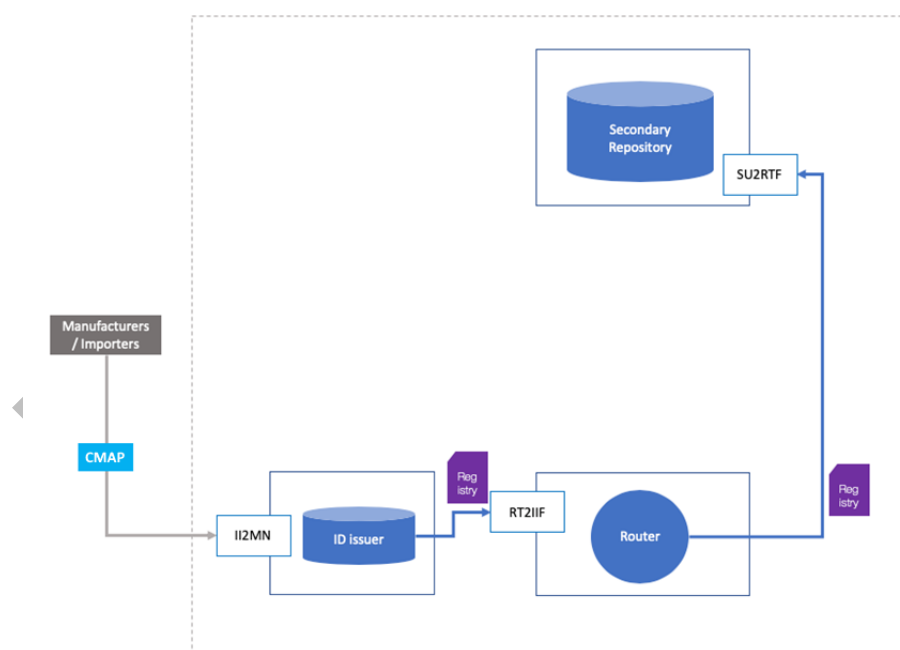 Secondary
Repository
SU2RTF
Manufacturers
/ Importers
CMAP
Reg
istry
Reg
istry
II2MN
ID issuer
RT2IIF
Router